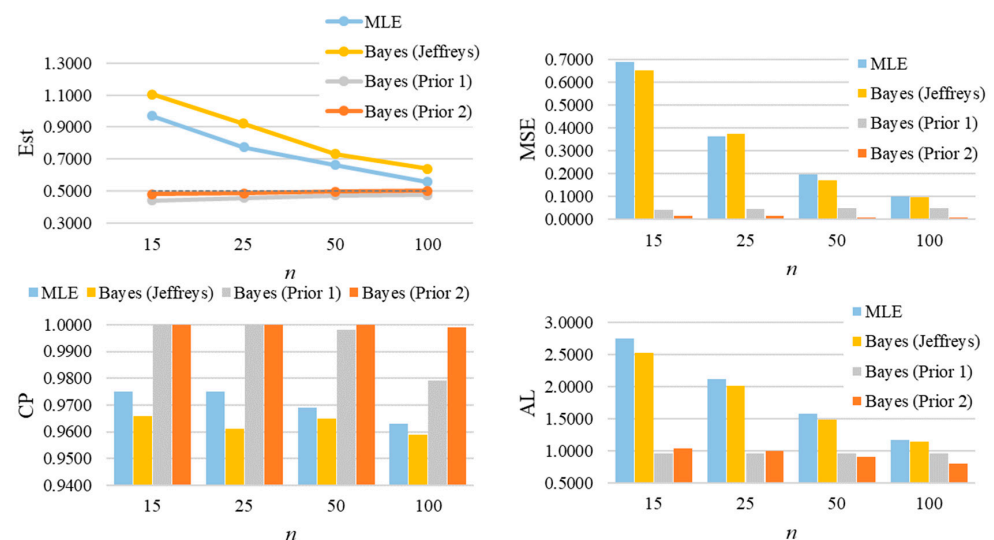 MLE
Bayes (Jeffreys)
Bayes (Prior 1)
Bayes (Prior 2)
Est
1.3000
1.1000
0.9000
0.7000
0.5000
0.3000
15 25 50 100
n
MLE
Bayes (Jeffreys)
Bayes (Prior 1)
Bayes (Prior 2)
MSE
0.7000
0.6000
0.5000
0.4000
0.3000
0.2000
0.1000
0.0000
15 25 50 100
n
MLE Bayes (Jeffreys) Bayes (Prior 1) Bayes (Prior 2)
CP
1.0000
0.9900
0.9800
0.9700
0.9600
0.9500
0.9400
15 25 50 100
n
MLE
Bayes (Jeffreys)
Bayes (Prior 1)
Bayes (Prior 2)
AL
3.0000
2.5000
2.0000
1.5000
1.0000
0.5000
15 25 50 100
n